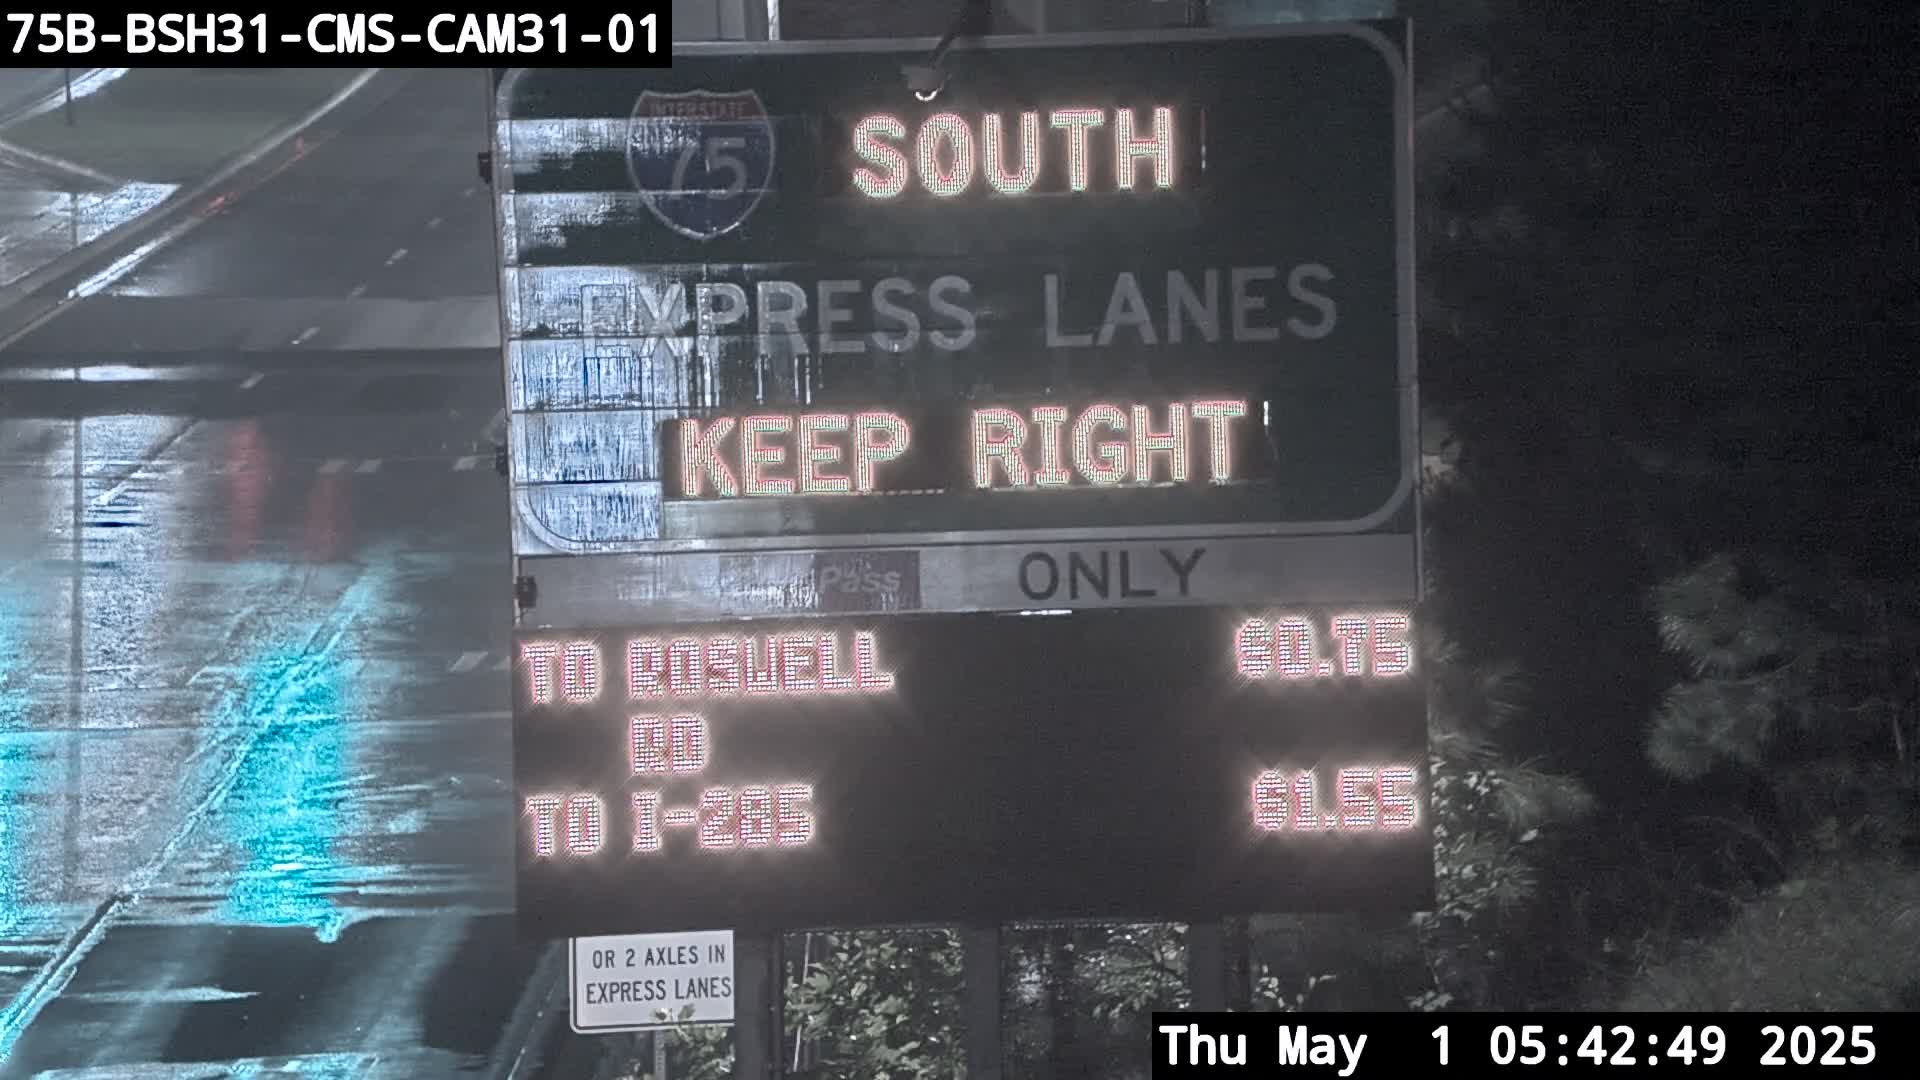 75B-BSH31-CMS-CAM31-01
INTERSTATE
75
SOUTH
EXPRESS LANES
KEEP RIGHT
Pass ONLY
TO ROSWELL $0.75
RD
TO I-285 $1.55
OR 2 AXLES IN
EXPRESS LANES
Thu May 1 05:42:49 2025